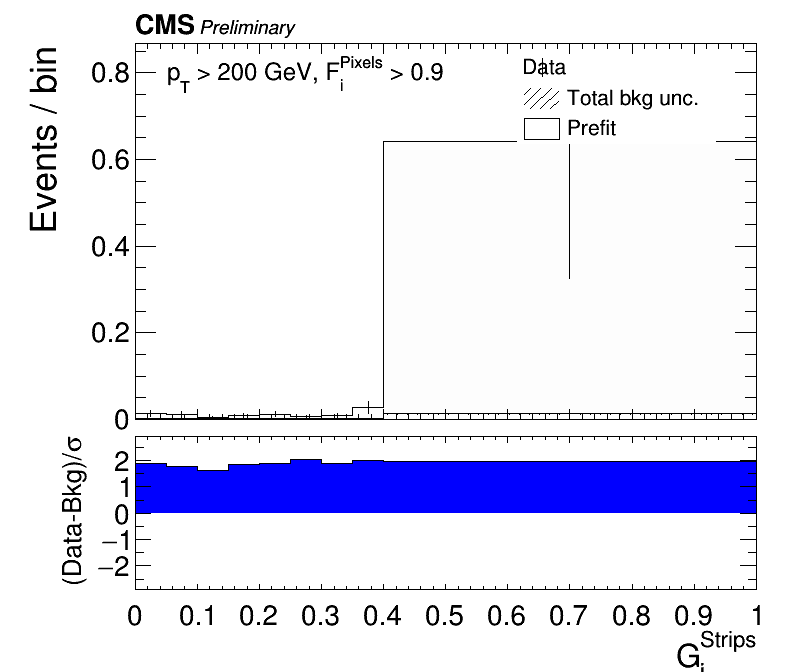 CMS Preliminary
Events / bin
p_T > 200 GeV, F_i^Pixels > 0.9
Data
Total bkg unc.
Prefit
0.8
0.6
0.4
0.2
0
(Data-Bkg)/σ
2
1
0
−1
−2
0 0.1 0.2 0.3 0.4 0.5 0.6 0.7 0.8 0.9 1
G_i^Strips